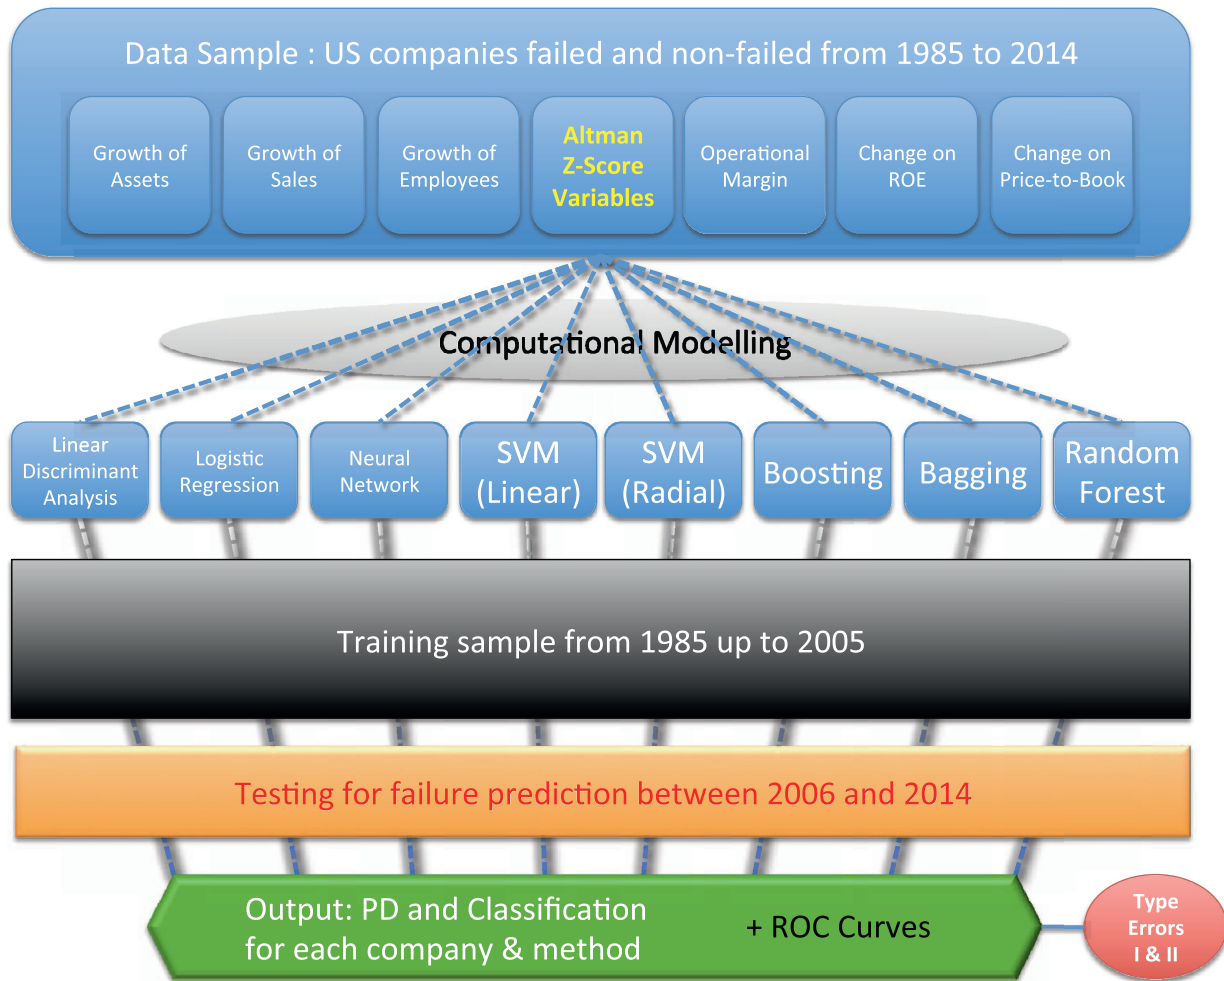 Data Sample : US companies failed and non-failed from 1985 to 2014
Growth of
Assets
Growth of
Sales
Growth of
Employees
Altman
Z-Score
Variables
Operational
Margin
Change on
ROE
Change on
Price-to-Book
Computational Modelling
Linear
Discriminant
Analysis
Logistic
Regression
Neural
Network
SVM
(Linear)
SVM
(Radial)
Boosting
Bagging
Random
Forest
Training sample from 1985 up to 2005
Testing for failure prediction between 2006 and 2014
Output: PD and Classification
for each company & method
+ ROC Curves
Type
Errors
I & II